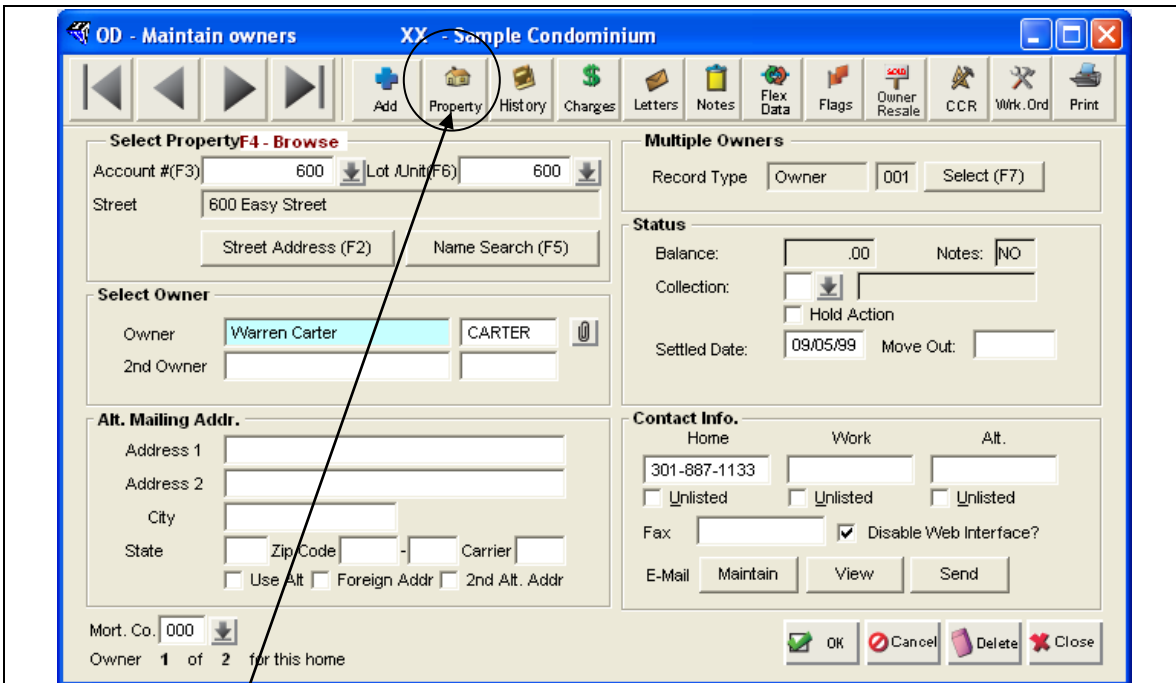 OD - Maintain owners XX - Sample Condominium
Add Property History Charges Letters Notes Flex Data Flags Owner Resale CCR Wrk.Ord Print
SOLD
Select Property F4 - Browse
Account #(F3) 600 Lot /Unit(F6) 600
Street 600 Easy Street
Street Address (F2) Name Search (F5)
Multiple Owners
Record Type Owner 001 Select (F7)
Status
Balance: .00 Notes: NO
Collection:
Hold Action
Settled Date: 09/05/99 Move Out:
Select Owner
Owner Warren Carter CARTER
2nd Owner
Alt. Mailing Addr.
Address 1
Address 2
City
State Zip Code - Carrier
Use Alt Foreign Addr 2nd Alt. Addr
Contact Info.
Home Work Alt.
301-887-1133
Unlisted Unlisted Unlisted
Fax Disable Web Interface?
E-Mail Maintain View Send
Mort. Co. 000
Owner 1 of 2 for this home
OK Cancel Delete Close